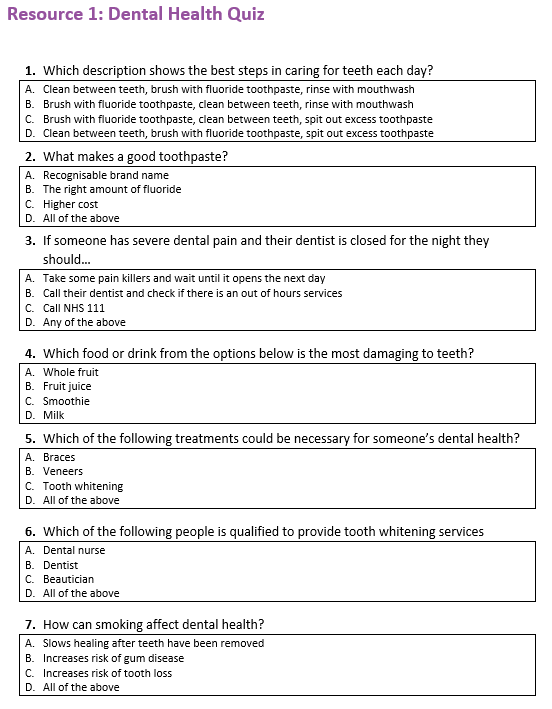 Resource 1: Dental Health Quiz
1. Which description shows the best steps in caring for teeth each day?
A. Clean between teeth, brush with fluoride toothpaste, rinse with mouthwash
B. Brush with fluoride toothpaste, clean between teeth, rinse with mouthwash
C. Brush with fluoride toothpaste, clean between teeth, spit out excess toothpaste
D. Clean between teeth, brush with fluoride toothpaste, spit out excess toothpaste
2. What makes a good toothpaste?
A. Recognisable brand name
B. The right amount of fluoride
C. Higher cost
D. All of the above
3. If someone has severe dental pain and their dentist is closed for the night they
should...
A. Take some pain killers and wait until it opens the next day
B. Call their dentist and check if there is an out of hours services
C. Call NHS 111
D. Any of the above
4. Which food or drink from the options below is the most damaging to teeth?
A. Whole fruit
B. Fruit juice
C. Smoothie
D. Milk
5. Which of the following treatments could be necessary for someone's dental health?
A. Braces
B. Veneers
C. Tooth whitening
D. All of the above
6. Which of the following people is qualified to provide tooth whitening services
A. Dental nurse
B. Dentist
C. Beautician
D. All of the above
7. How can smoking affect dental health?
A. Slows healing after teeth have been removed
B. Increases risk of gum disease
C. Increases risk of tooth loss
D. All of the above